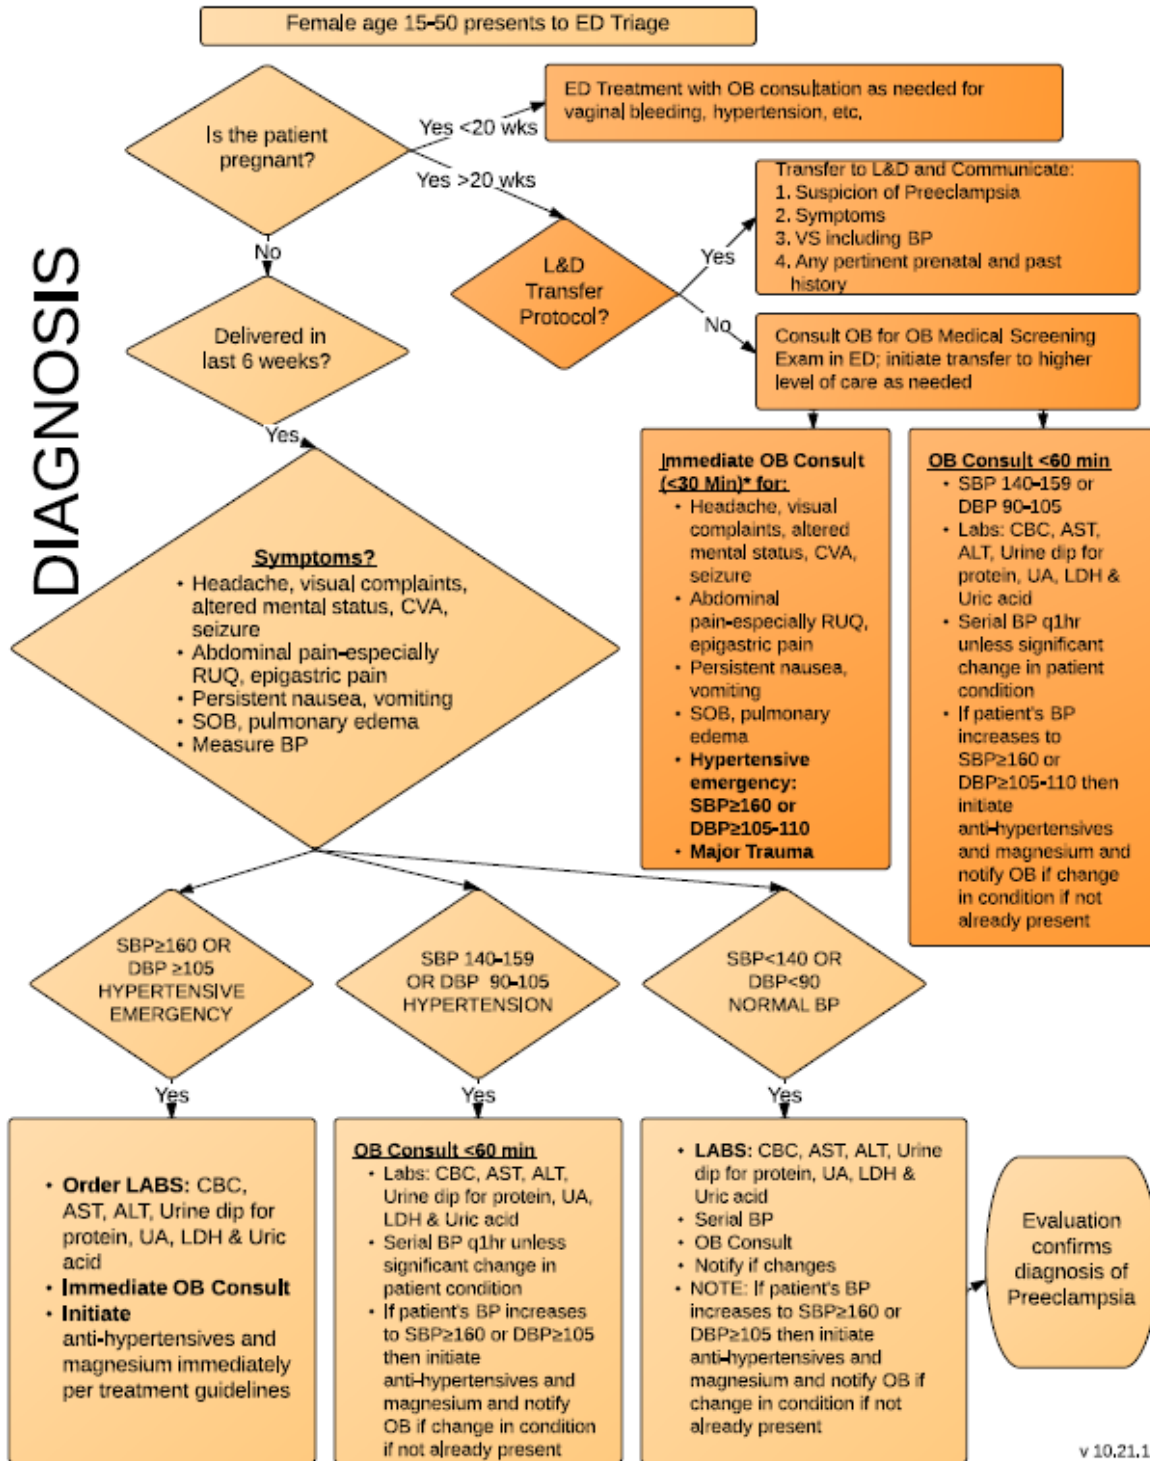 Female age 15-50 presents to ED Triage
DIAGNOSIS
Is the patient
pregnant?
Yes <20 wks
ED Treatment with OB consultation as needed for
vaginal bleeding, hypertension, etc.
Yes >20 wks
L&D
Transfer
Protocol?
Yes
Transfer to L&D and Communicate:
1. Suspicion of Preeclampsia
2. Symptoms
3. VS including BP
4. Any pertinent prenatal and past
history
No
Consult OB for OB Medical Screening
Exam in ED; initiate transfer to higher
level of care as needed
Immediate OB Consult
(<30 Min)* for:
• Headache, visual
complaints, altered
mental status, CVA,
seizure
• Abdominal
pain-especially RUQ,
epigastric pain
• Persistent nausea,
vomiting
• SOB, pulmonary
edema
• Hypertensive
emergency:
SBP≥160 or
DBP≥105-110
• Major Trauma
OB Consult <60 min
• SBP 140-159 or
DBP 90-105
• Labs: CBC, AST,
ALT, Urine dip for
protein, UA, LDH &
Uric acid
• Serial BP q1hr
unless significant
change in patient
condition
• If patient's BP
increases to
SBP≥160 or
DBP≥105-110 then
initiate
anti-hypertensives
and magnesium and
notify OB if change
in condition if not
already present
No
Delivered in
last 6 weeks?
Yes
Symptoms?
• Headache, visual complaints,
altered mental status, CVA,
seizure
• Abdominal pain-especially
RUQ, epigastric pain
• Persistent nausea, vomiting
• SOB, pulmonary edema
• Measure BP
SBP≥160 OR
DBP ≥105
HYPERTENSIVE
EMERGENCY
Yes
• Order LABS: CBC,
AST, ALT, Urine dip for
protein, UA, LDH & Uric
acid
• Immediate OB Consult
• Initiate
anti-hypertensives and
magnesium immediately
per treatment guidelines
SBP 140-159
OR DBP 90-105
HYPERTENSION
Yes
OB Consult <60 min
• Labs: CBC, AST, ALT,
Urine dip for protein, UA,
LDH & Uric acid
• Serial BP q1hr unless
significant change in
patient condition
• If patient's BP increases
to SBP≥160 or DBP≥105
then initiate
anti-hypertensives and
magnesium and notify
OB if change in condition
if not already present
SBP<140 OR
DBP<90
NORMAL BP
Yes
• LABS: CBC, AST, ALT, Urine
dip for protein, UA, LDH &
Uric acid
• Serial BP
• OB Consult
• Notify if changes
• NOTE: If patient's BP
increases to SBP≥160 or
DBP≥105 then initiate
anti-hypertensives and
magnesium and notify OB if
change in condition if not
already present
Evaluation
confirms
diagnosis of
Preeclampsia
v 10.21.1